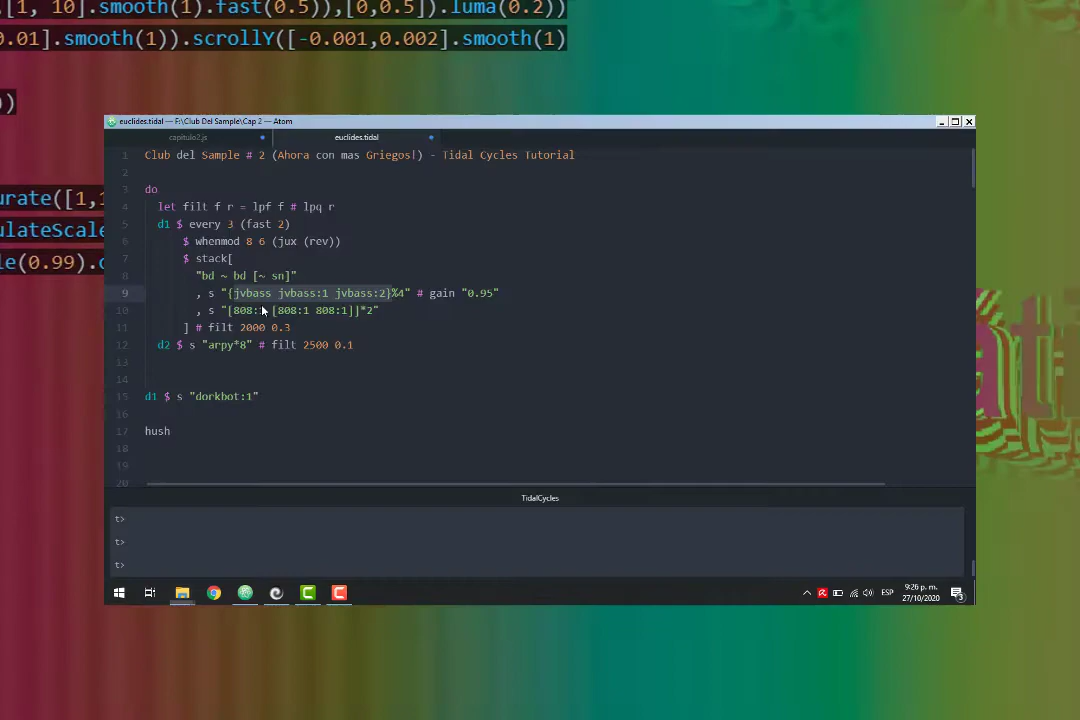 [1, 10].smooth(1).fast(0.5)),[0,0.5]).luma(0.2))
0.01].smooth(1)).scrollY([-0.001,0.002].smooth(1)
))
urate([1,1
ulateScale
le(0.99).c
euclides.tidal — F:\Club Del Sample\Cap 2 — Atom
capitulo2.js
euclides.tidal
1 Club del Sample # 2 (Ahora con mas Griegos!) - Tidal Cycles Tutorial
2
3 do
4 let filt f r = lpf f # lpq r
5 d1 $ every 3 (fast 2)
6 $ whenmod 8 6 (jux (rev))
7 $ stack[
8 "bd ~ bd [~ sn]"
9 , s "{jvbass jvbass:1 jvbass:2}%4" # gain "0.95"
10 , s "[808:1 [808:1 808:1]]*2"
11 ] # filt 2000 0.3
12 d2 $ s "arpy*8" # filt 2500 0.1
13
14
15 d1 $ s "dorkbot:1"
16
17 hush
18
19
20
TidalCycles
t>
t>
t>
ESP
9:26 p. m.
27/10/2020
3